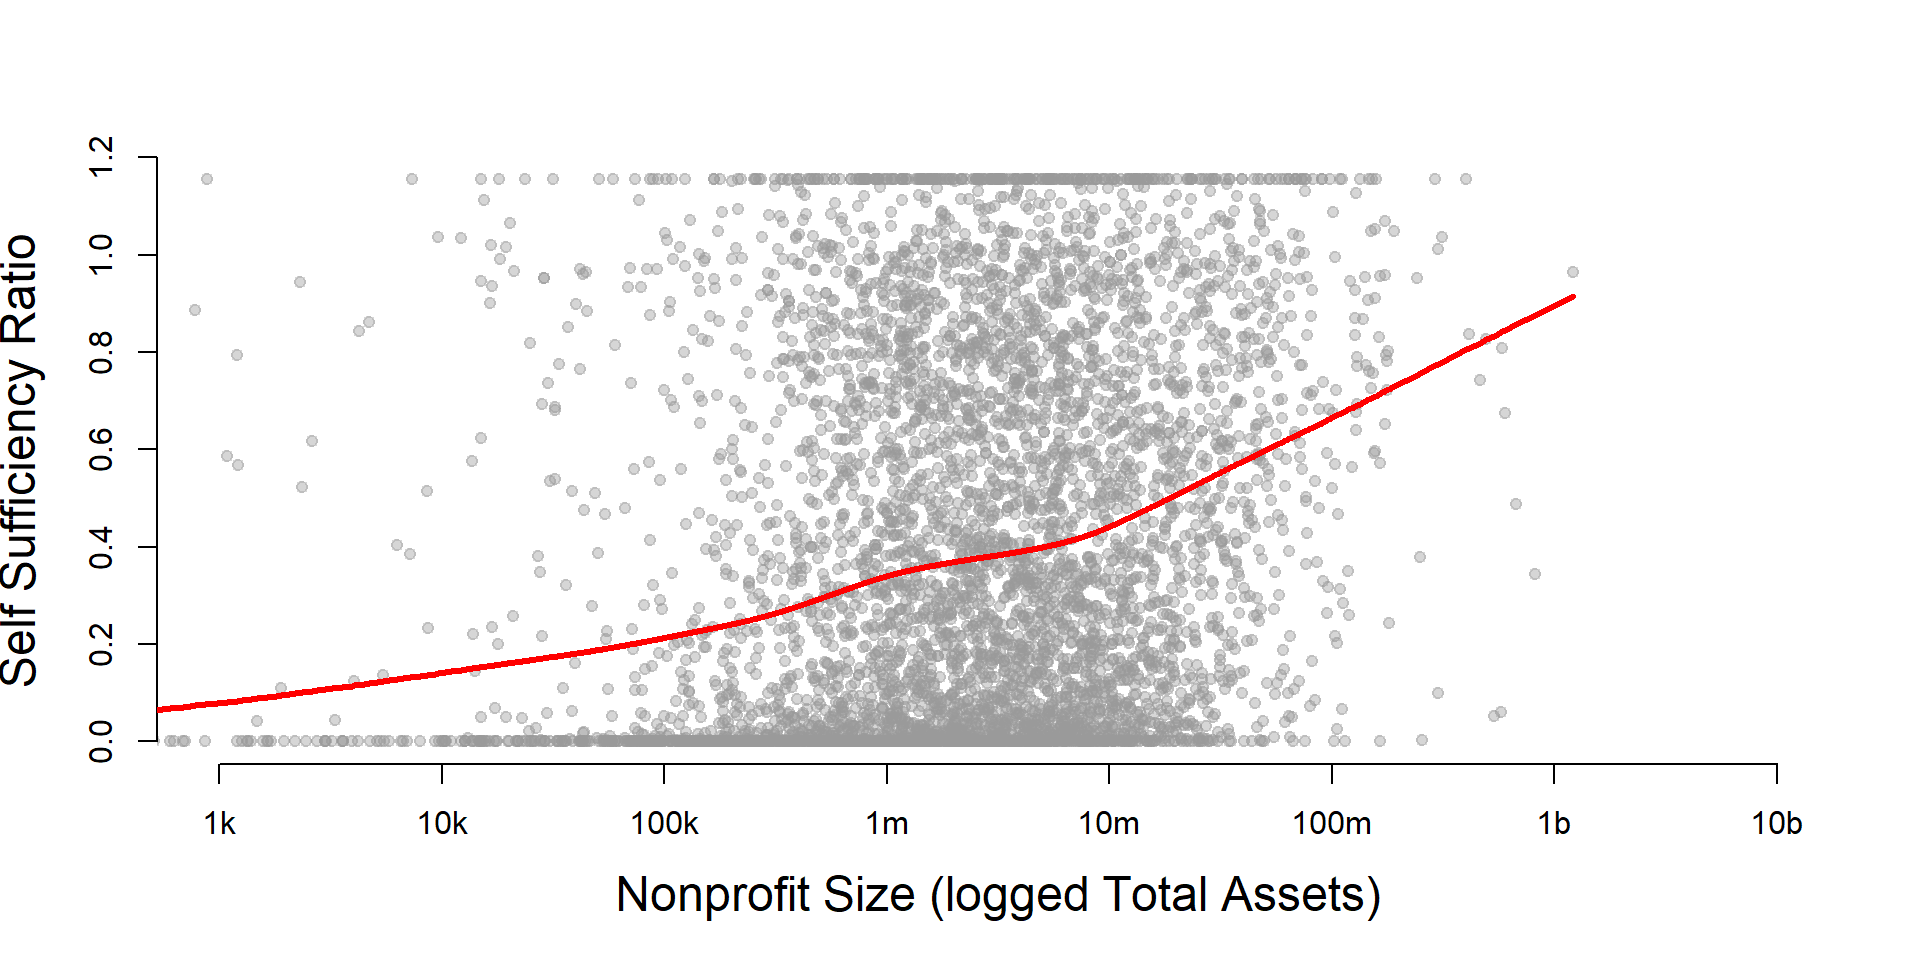 Self Sufficiency Ratio
1.2
1.0
0.8
0.6
0.4
0.2
0.0
1k 10k 100k 1m 10m 100m 1b 10b
Nonprofit Size (logged Total Assets)